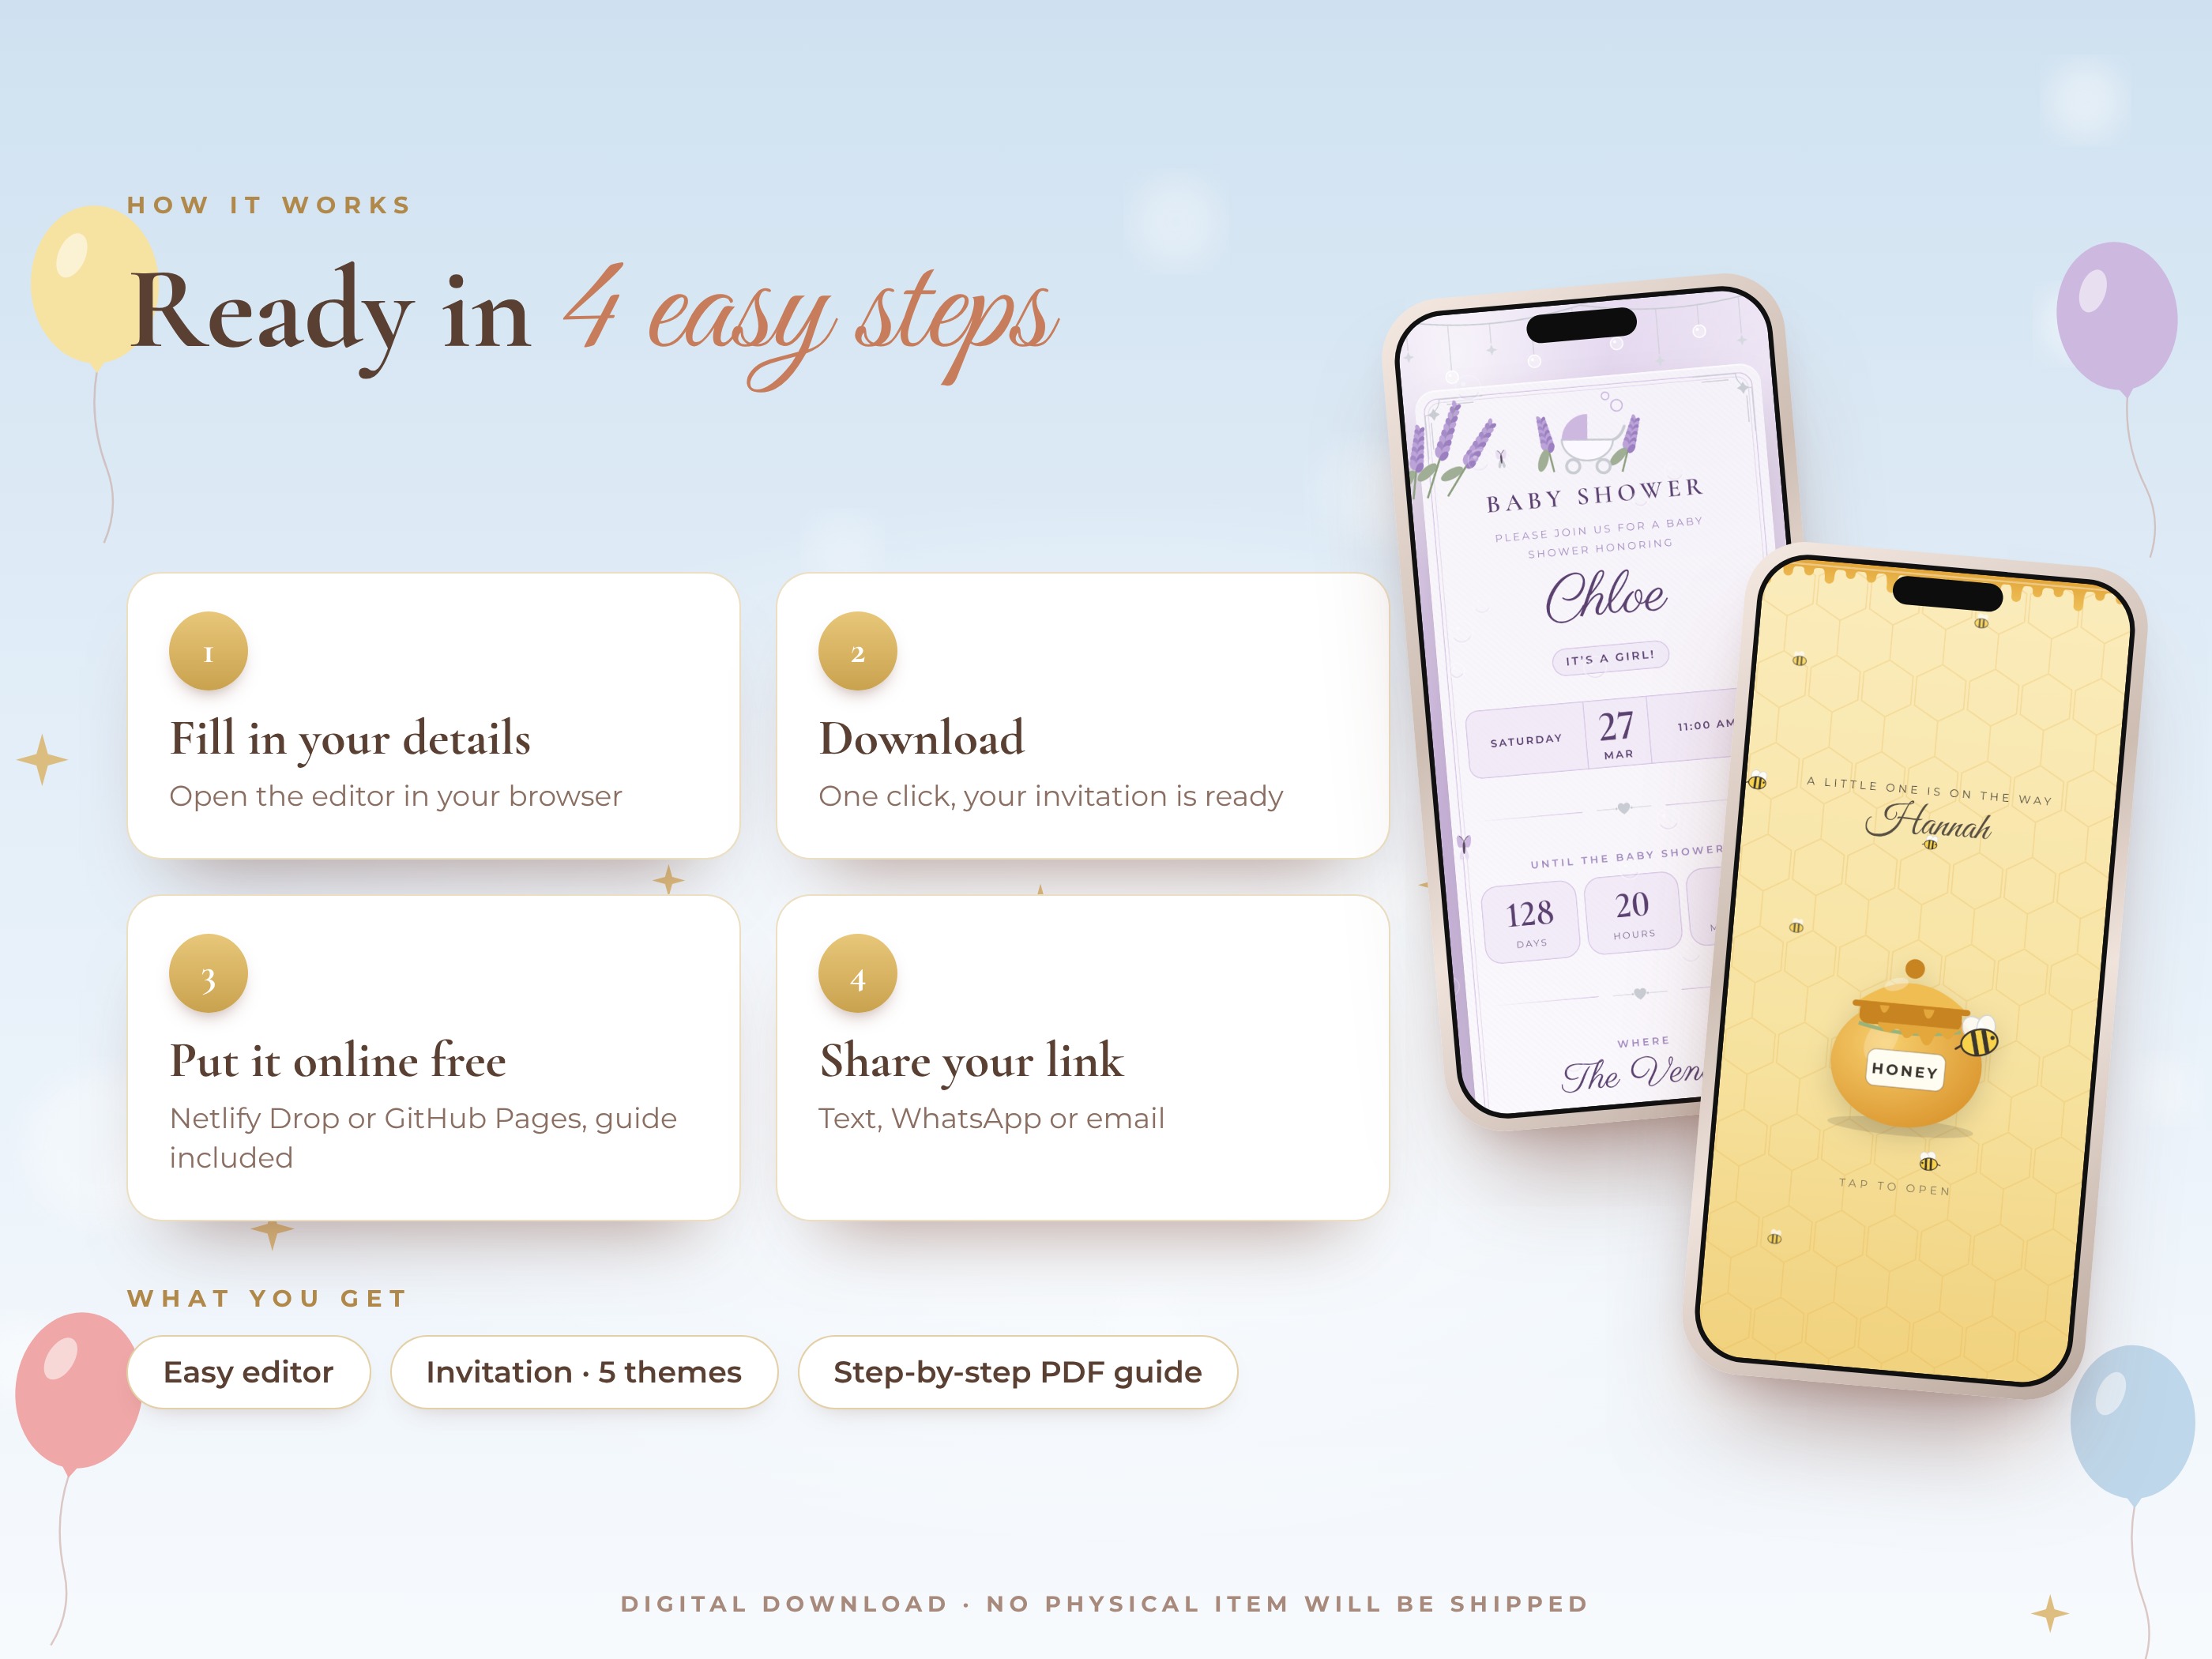 HOW IT WORKS
Ready in 4 easy steps
1
Fill in your details
Open the editor in your browser
2
Download
One click, your invitation is ready
3
Put it online free
Netlify Drop or GitHub Pages, guide
included
4
Share your link
Text, WhatsApp or email
WHAT YOU GET
Easy editor
Invitation · 5 themes
Step-by-step PDF guide
BABY SHOWER
PLEASE JOIN US FOR A BABY
SHOWER HONORING
Chloe
IT'S A GIRL!
SATURDAY
27
MAR
11:00 AM
UNTIL THE BABY SHOWER
128
DAYS
20
HOURS
WHERE
The
A LITTLE ONE IS ON THE WAY
Hannah
HONEY
TAP TO OPEN
DIGITAL DOWNLOAD · NO PHYSICAL ITEM WILL BE SHIPPED